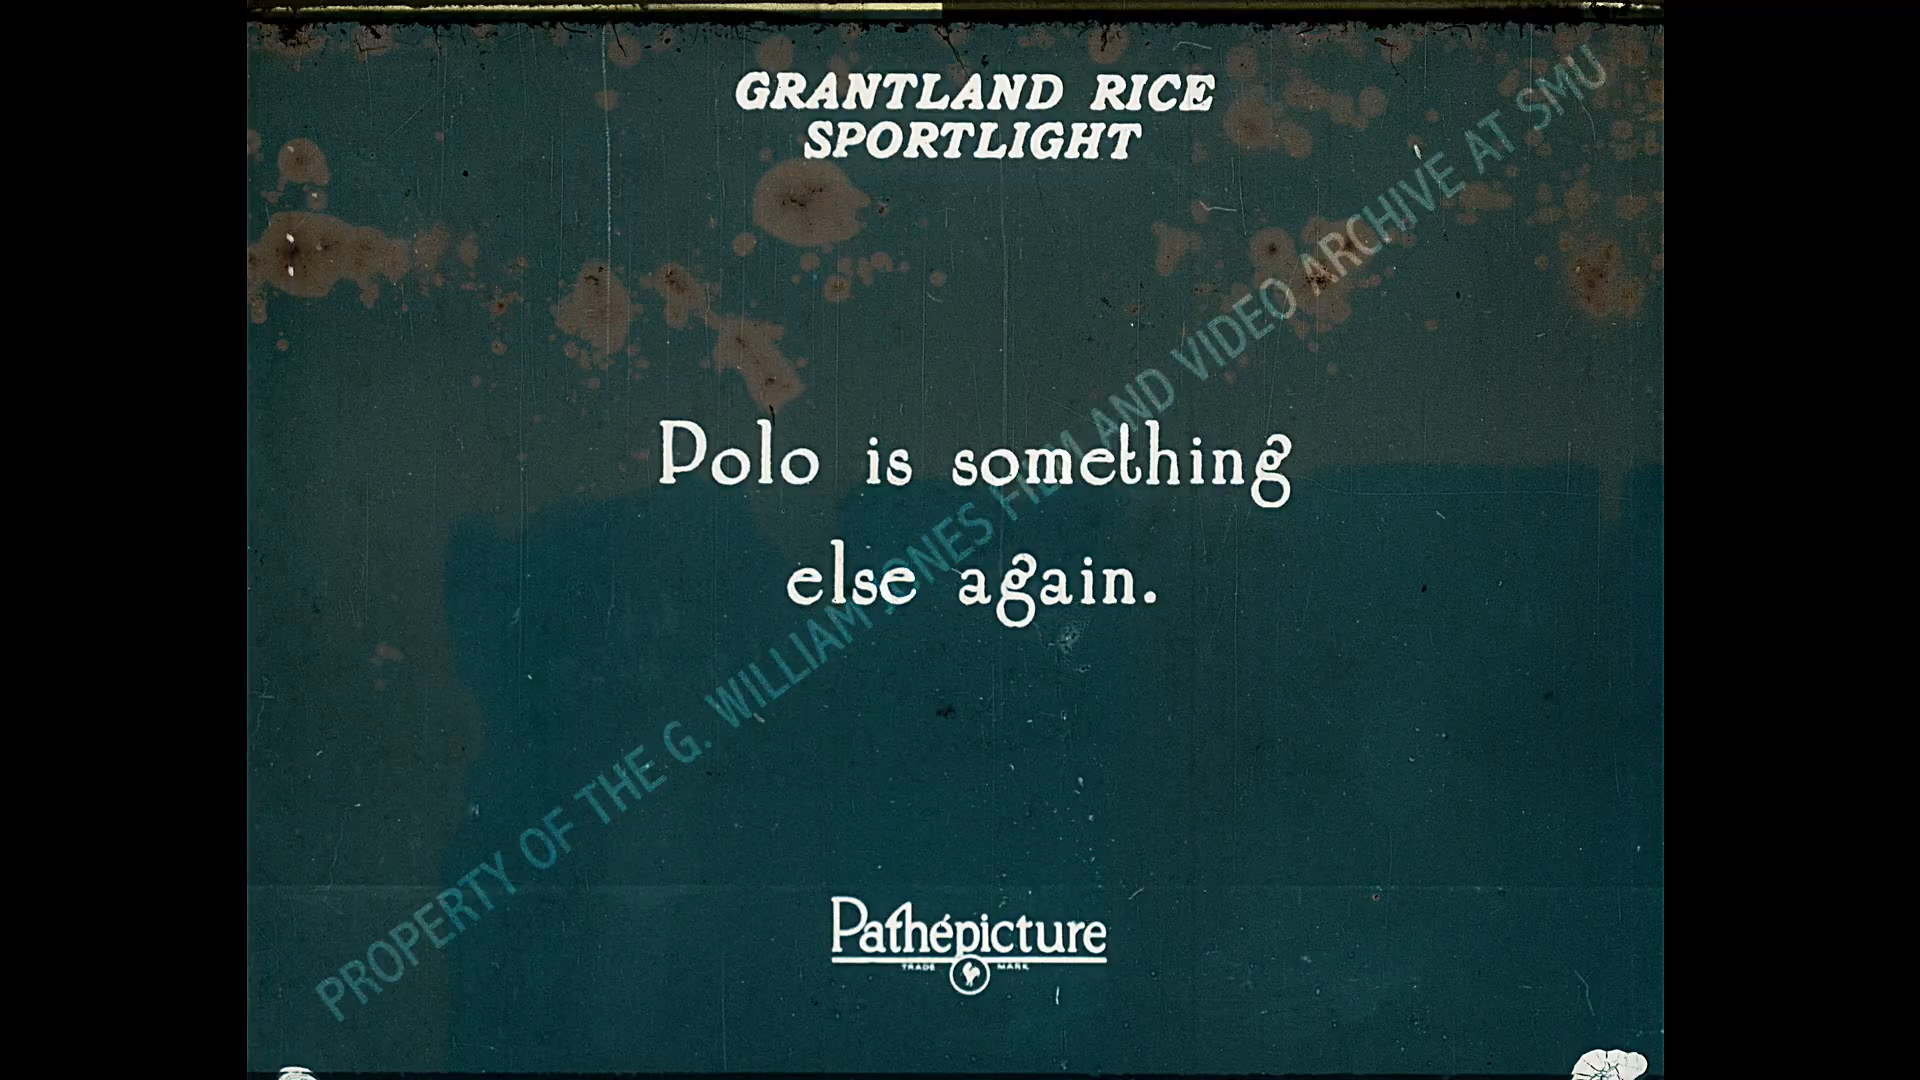 GRANTLAND RICE
SPORTLIGHT
Polo is something
else again.
PROPERTY OF THE G. WILLIAM JONES FILM AND VIDEO ARCHIVE AT SMU
Pathépicture
TRADE MARK